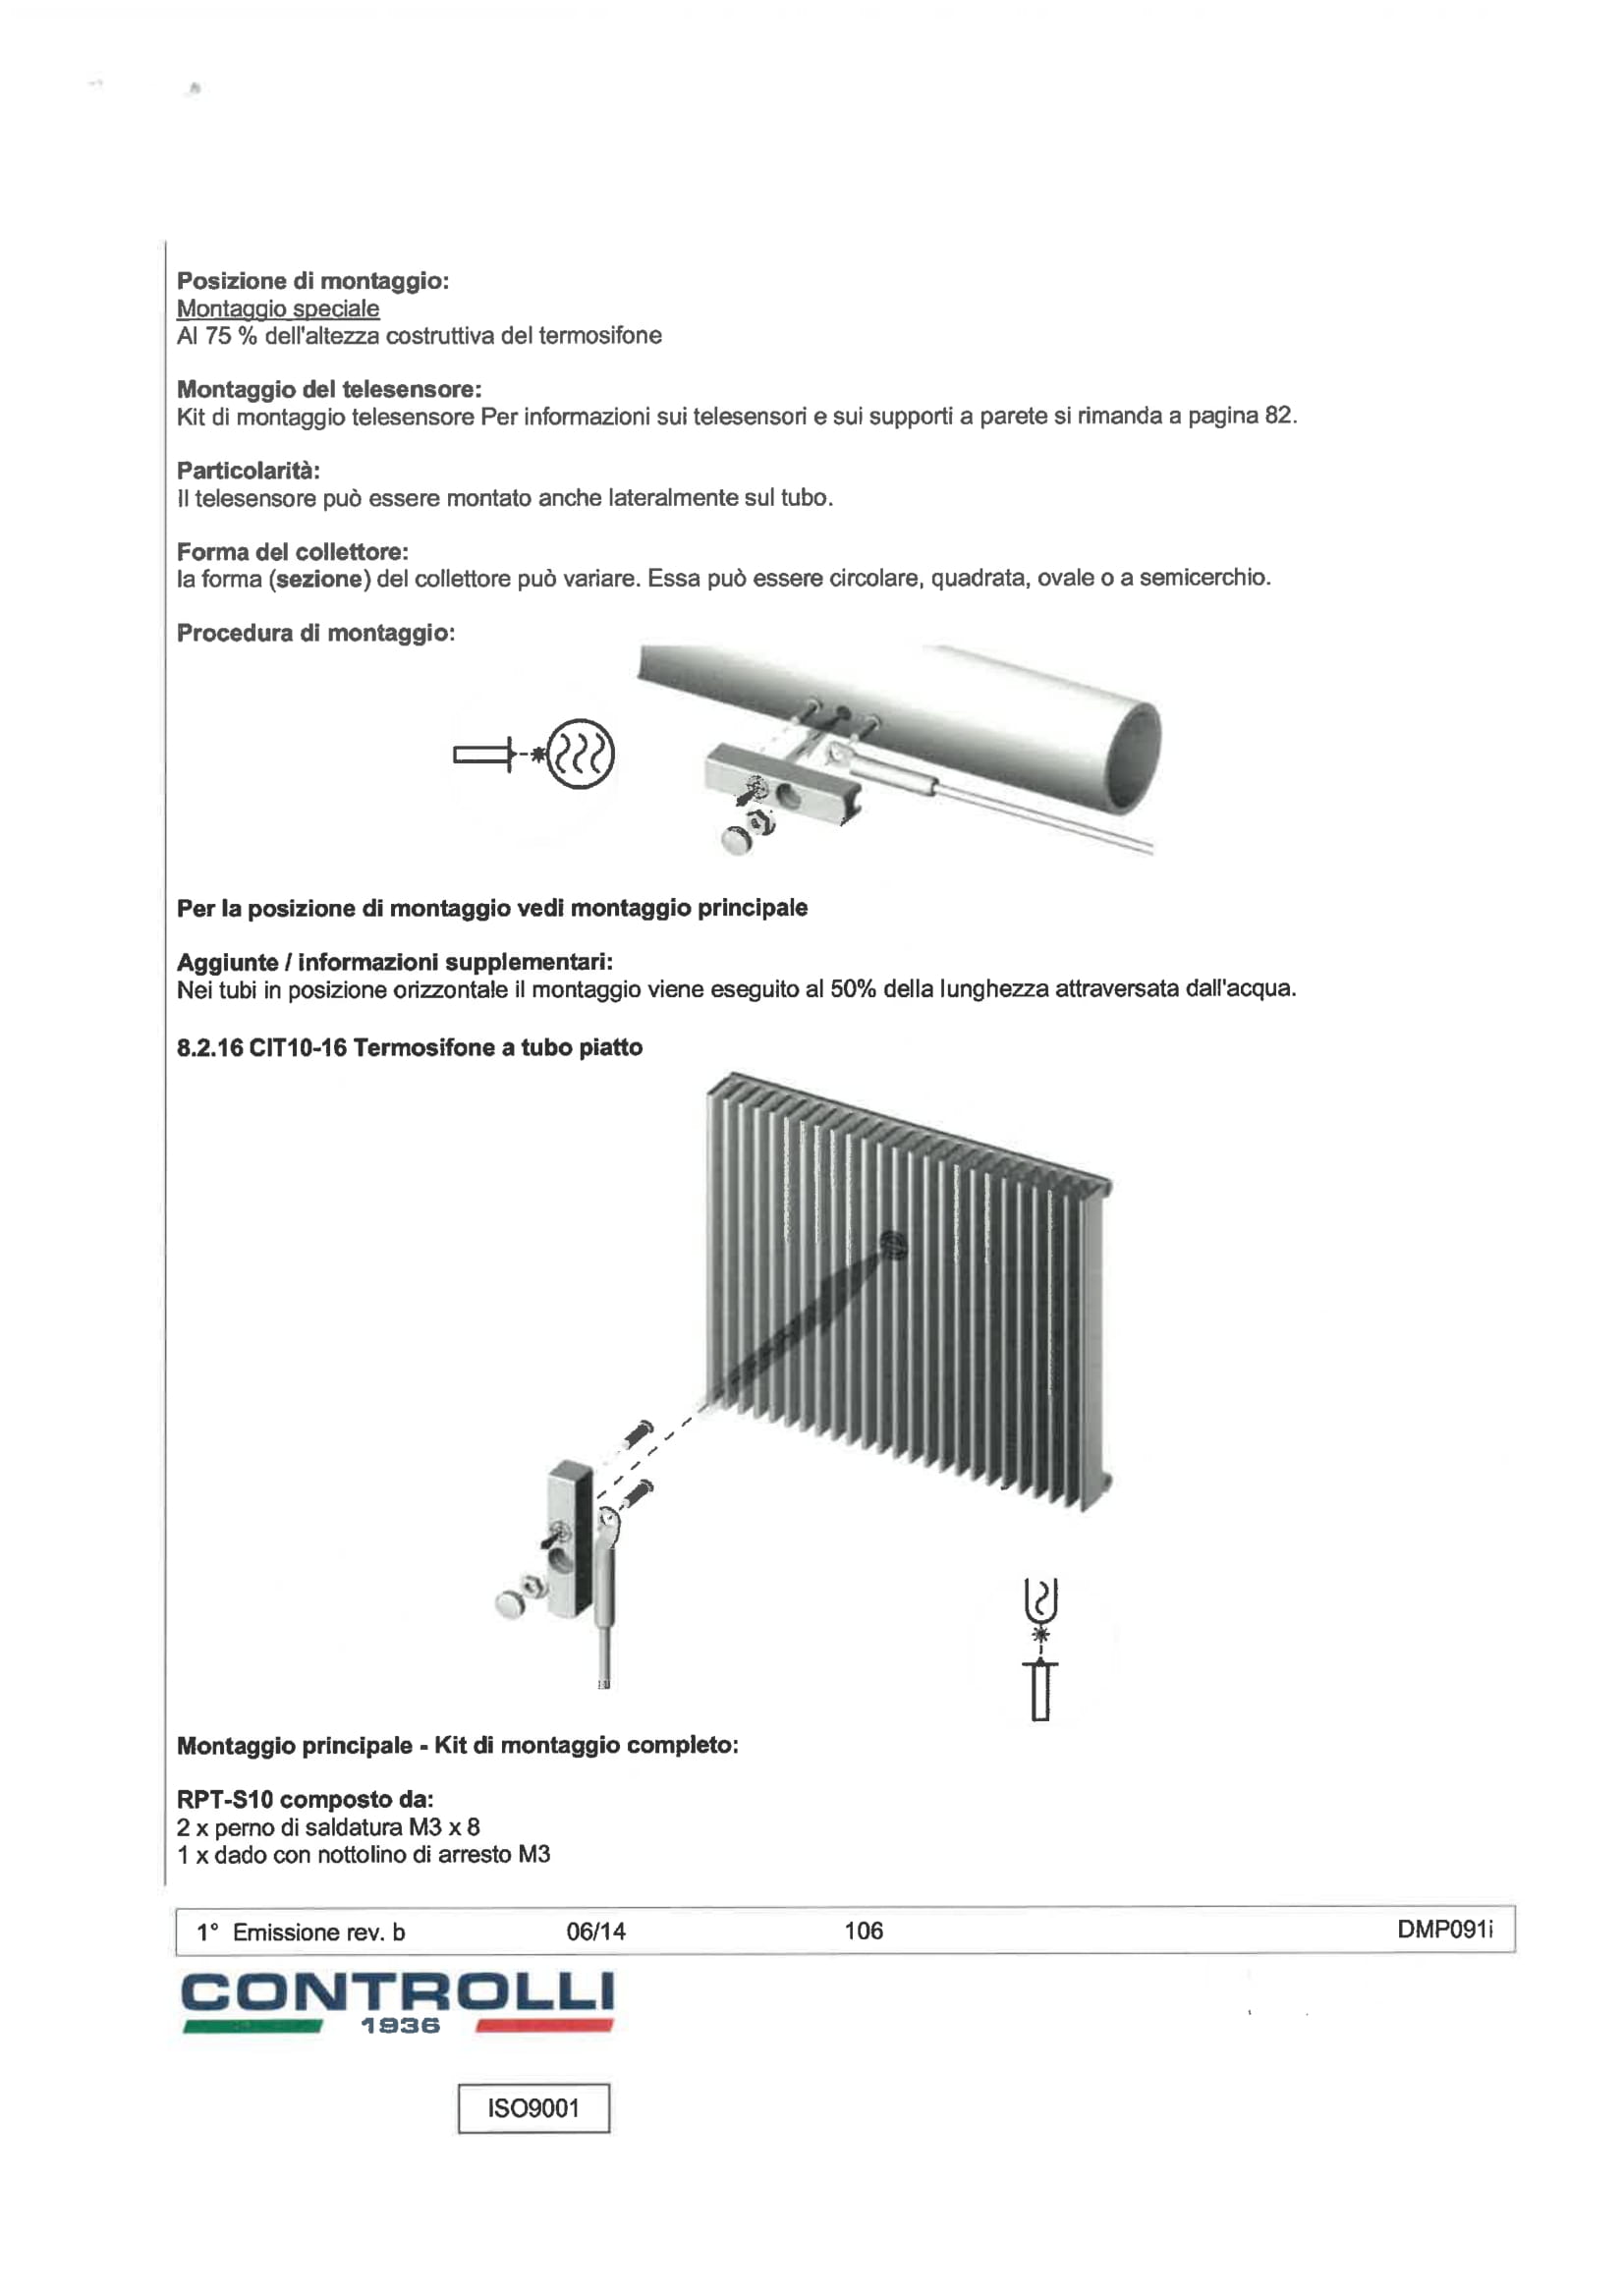 Posizione di montaggio:
Montaggio speciale
Al 75 % dell'altezza costruttiva del termosifone
Montaggio del telesensore:
Kit di montaggio telesensore Per informazioni sui telesensori e sui supporti a parete si rimanda a pagina 82.
Particolarità:
Il telesensore può essere montato anche lateralmente sul tubo.
Forma del collettore:
la forma (sezione) del collettore può variare. Essa può essere circolare, quadrata, ovale o a semicerchio.
Procedura di montaggio:
Per la posizione di montaggio vedi montaggio principale
Aggiunte / informazioni supplementari:
Nei tubi in posizione orizzontale il montaggio viene eseguito al 50% della lunghezza attraversata dall'acqua.
8.2.16 CIT10-16 Termosifone a tubo piatto
Montaggio principale - Kit di montaggio completo:
RPT-S10 composto da:
2 x perno di saldatura M3 x 8
1 x dado con nottolino di arresto M3
1° Emissione rev. b 06/14 106 DMP091i
CONTROLLI
1936
ISO9001